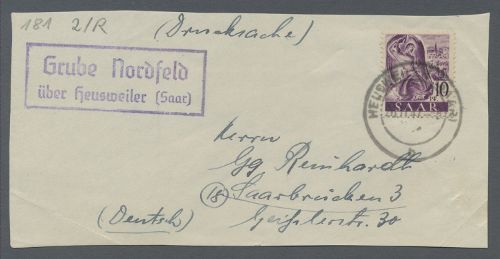 181 2/R
(Drucksache)
Grube Nordfeld
über Heusweiler (Saar)
10 PF
SAAR
Herrn
Gg Reinhardt
(18) Saarbrücken 3
(Deutsch)
Geißlerstr. 30